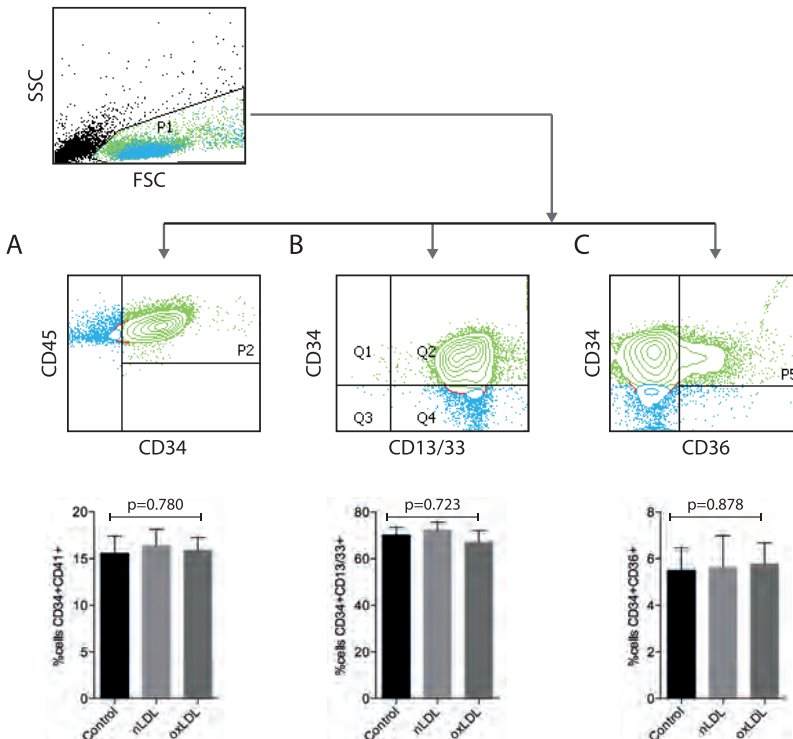 SSC
P1
FSC
A
B
C
CD45
P2
CD34
CD34
Q1
Q2
Q3
Q4
CD13/33
CD34
P5
CD36
p=0.780
%cells CD34+CD41+
20
15
10
5
0
Control
nLDL
oxLDL
p=0.723
%cells CD34+CD13/33+
80
60
40
20
0
Control
nLDL
oxLDL
p=0.878
%cells CD34+CD36+
8
6
4
2
0
Control
nLDL
oxLDL